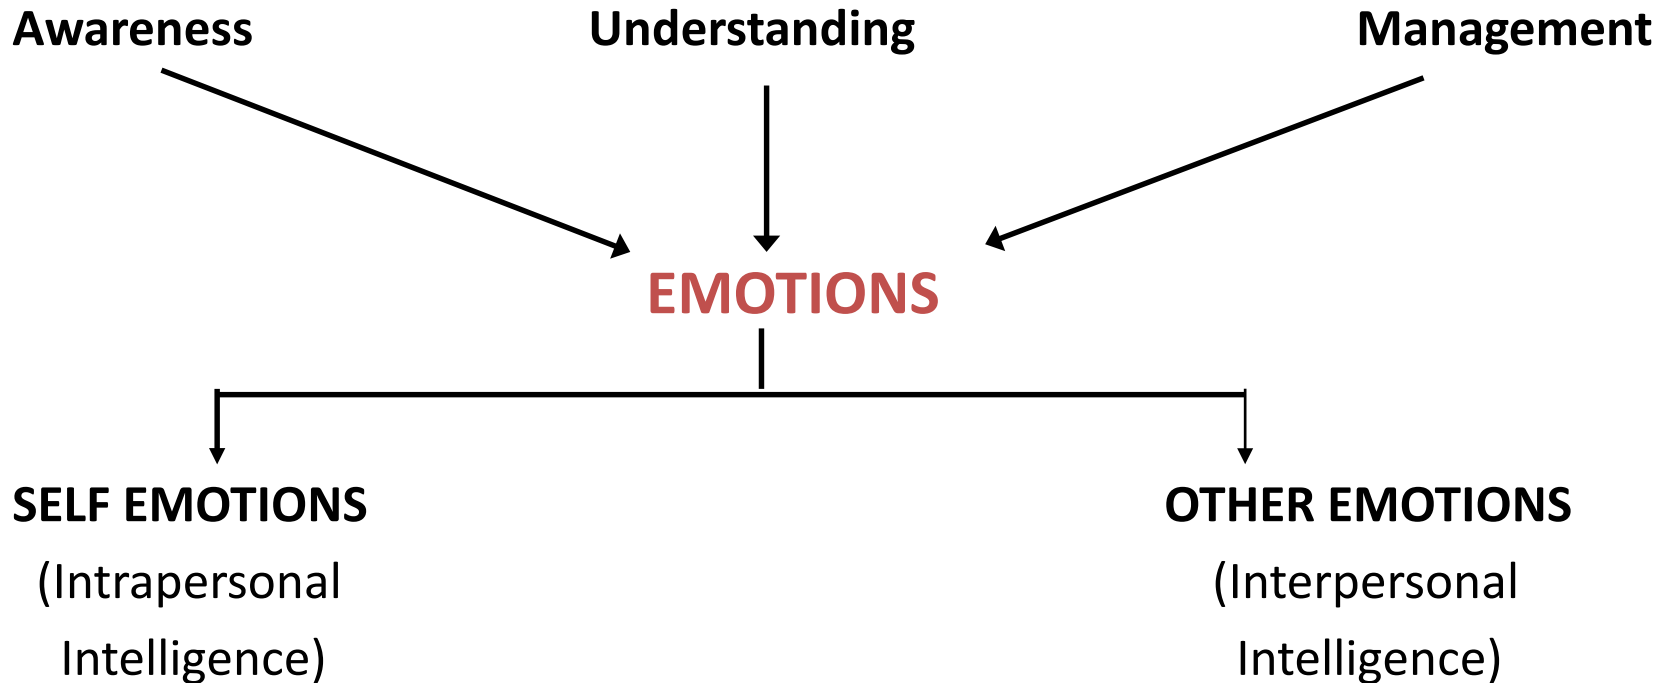 Awareness Understanding Management
EMOTIONS
SELF EMOTIONS
(Intrapersonal
Intelligence)
OTHER EMOTIONS
(Interpersonal
Intelligence)